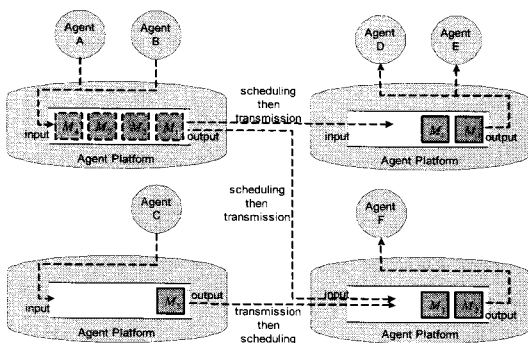 Agent
A
Agent
B
Agent
D
Agent
E
scheduling
then
transmission
input
output
input
output
Agent Platform
Agent Platform
Agent
C
scheduling
then
transmission
Agent
F
output
input
output
transmission
then
scheduling
Agent Platform
Agent Platform